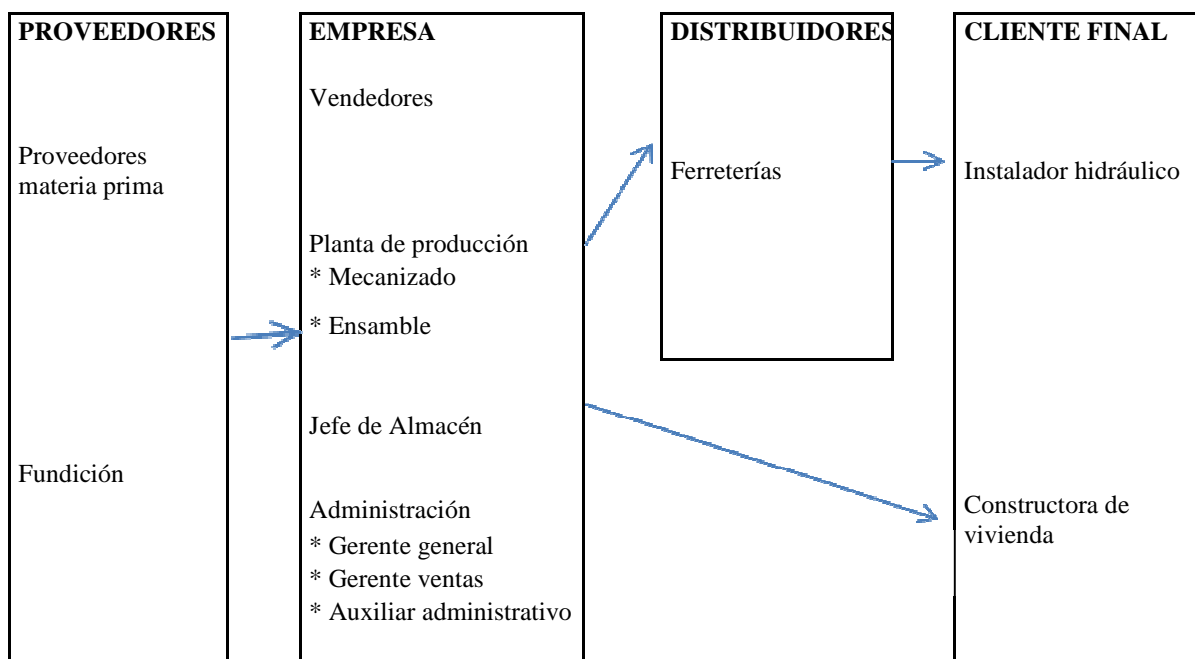 PROVEEDORES
Proveedores
materia prima
Fundición
EMPRESA
Vendedores
Planta de producción
* Mecanizado
* Ensamble
Jefe de Almacén
Administración
* Gerente general
* Gerente ventas
* Auxiliar administrativo
DISTRIBUIDORES
Ferreterías
CLIENTE FINAL
Instalador hidráulico
Constructora de
vivienda